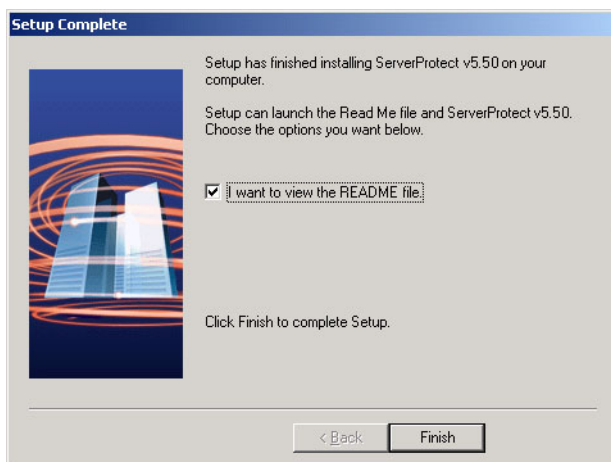 Setup Complete
Setup has finished installing ServerProtect v5.50 on your
computer.
Setup can launch the Read Me file and ServerProtect v5.50.
Choose the options you want below.
I want to view the README file.
Click Finish to complete Setup.
< Back
Finish